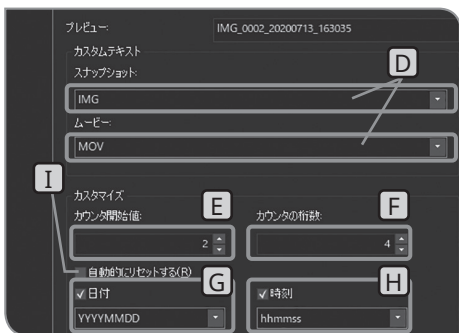 プレビュー: IMG_0002_20200713_163035
カスタムテキスト
スナップショット: D
IMG
ムービー:
MOV
I
カスタマイズ E F
カウンタ開始値: カウンタの桁数:
2 4
自動的にリセットする(R) G H
日付 時刻
YYYYMMDD hhmmss